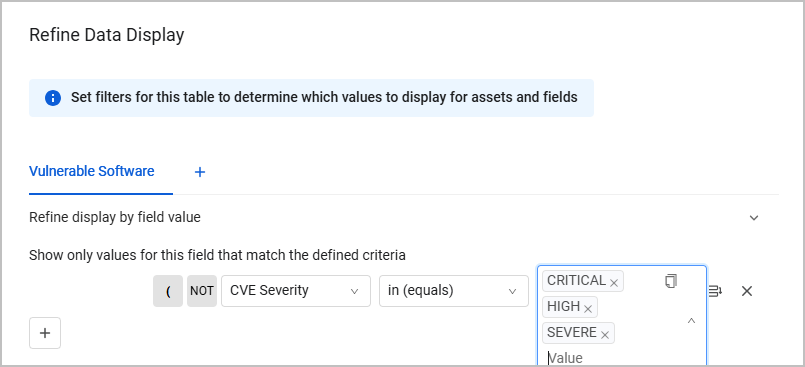 Refine Data Display
Set filters for this table to determine which values to display for assets and fields
Vulnerable Software +
Refine display by field value
Show only values for this field that match the defined criteria
( NOT CVE Severity in (equals) CRITICAL ×
HIGH ×
SEVERE ×
+ Value